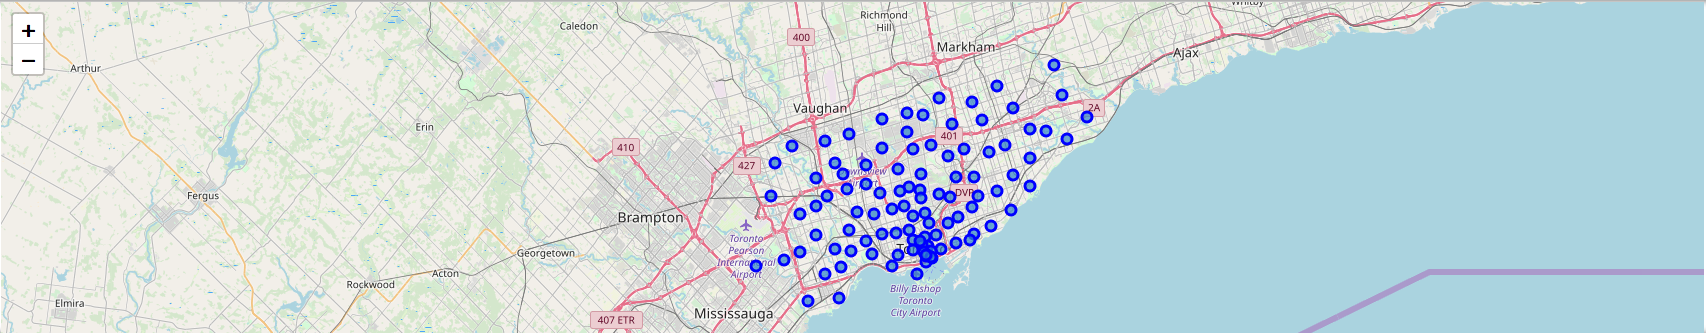 Whitby
Richmond
Hill
Caledon
+
−
400
Markham
Ajax
Arthur
Vaughan
2A
Erin
401
410
427
DVP
Fergus
Brampton
Toronto
Pearson
International
Airport
Georgetown
Acton
Rockwood
Billy Bishop
Toronto
City Airport
Elmira
Mississauga
407 ETR